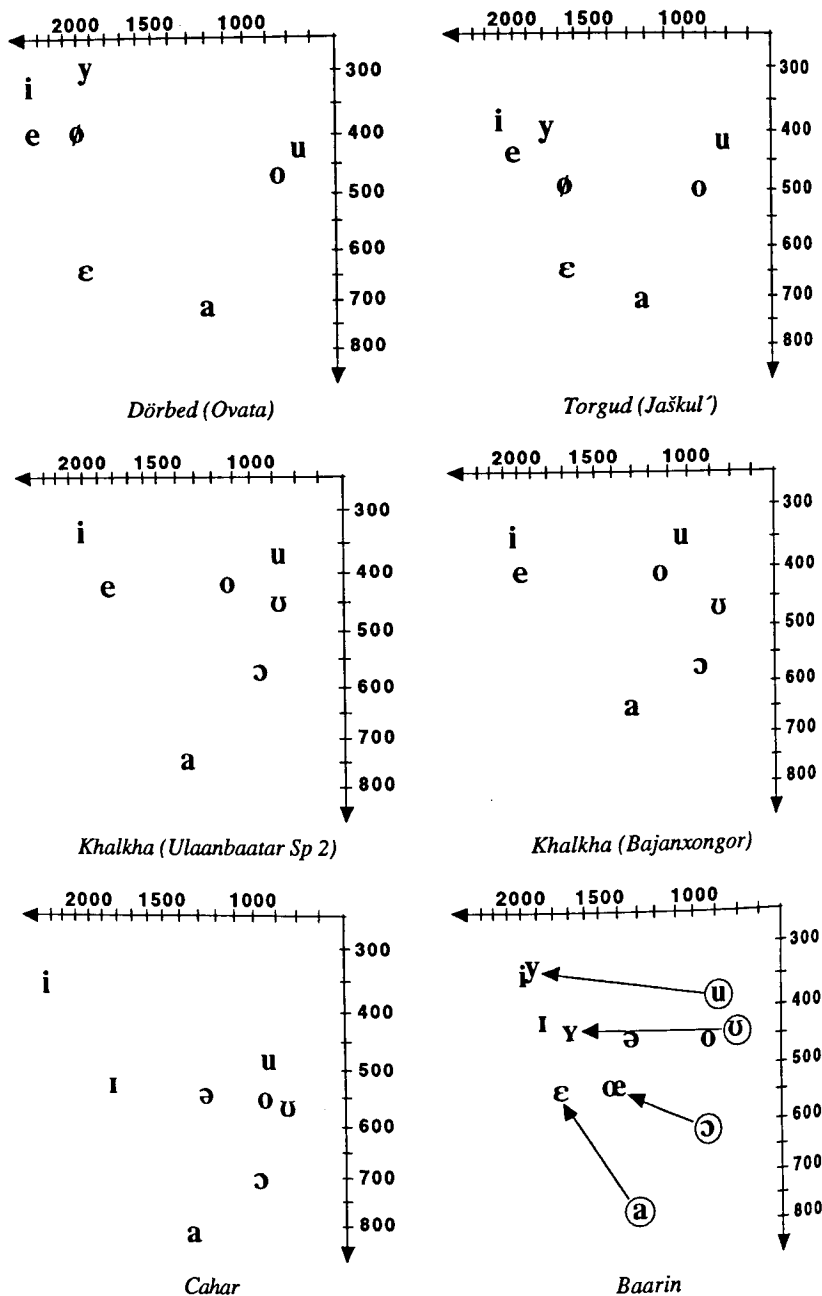 2000 1500 1000
300
400
500
600
700
800
i
y
e
ø
u
o
ɛ
a
Dörbed (Ovata)
2000 1500 1000
300
400
500
600
700
800
i
y
u
e
ø
o
ɛ
a
Torgud (Jaškul´)
2000 1500 1000
300
400
500
600
700
800
i
u
e
o
ʊ
ɔ
a
Khalkha (Ulaanbaatar Sp 2)
2000 1500 1000
300
400
500
600
700
800
i
u
e
o
ʊ
ɔ
a
Khalkha (Bajanxongor)
2000 1500 1000
300
400
500
600
700
800
i
u
ɪ
ə
o
ʊ
ɔ
a
Cahar
2000 1500 1000
300
400
500
600
700
800
i
y
u
ɪ
ʏ
ə
o
ʊ
ɛ
œ
ɔ
a
Baarin